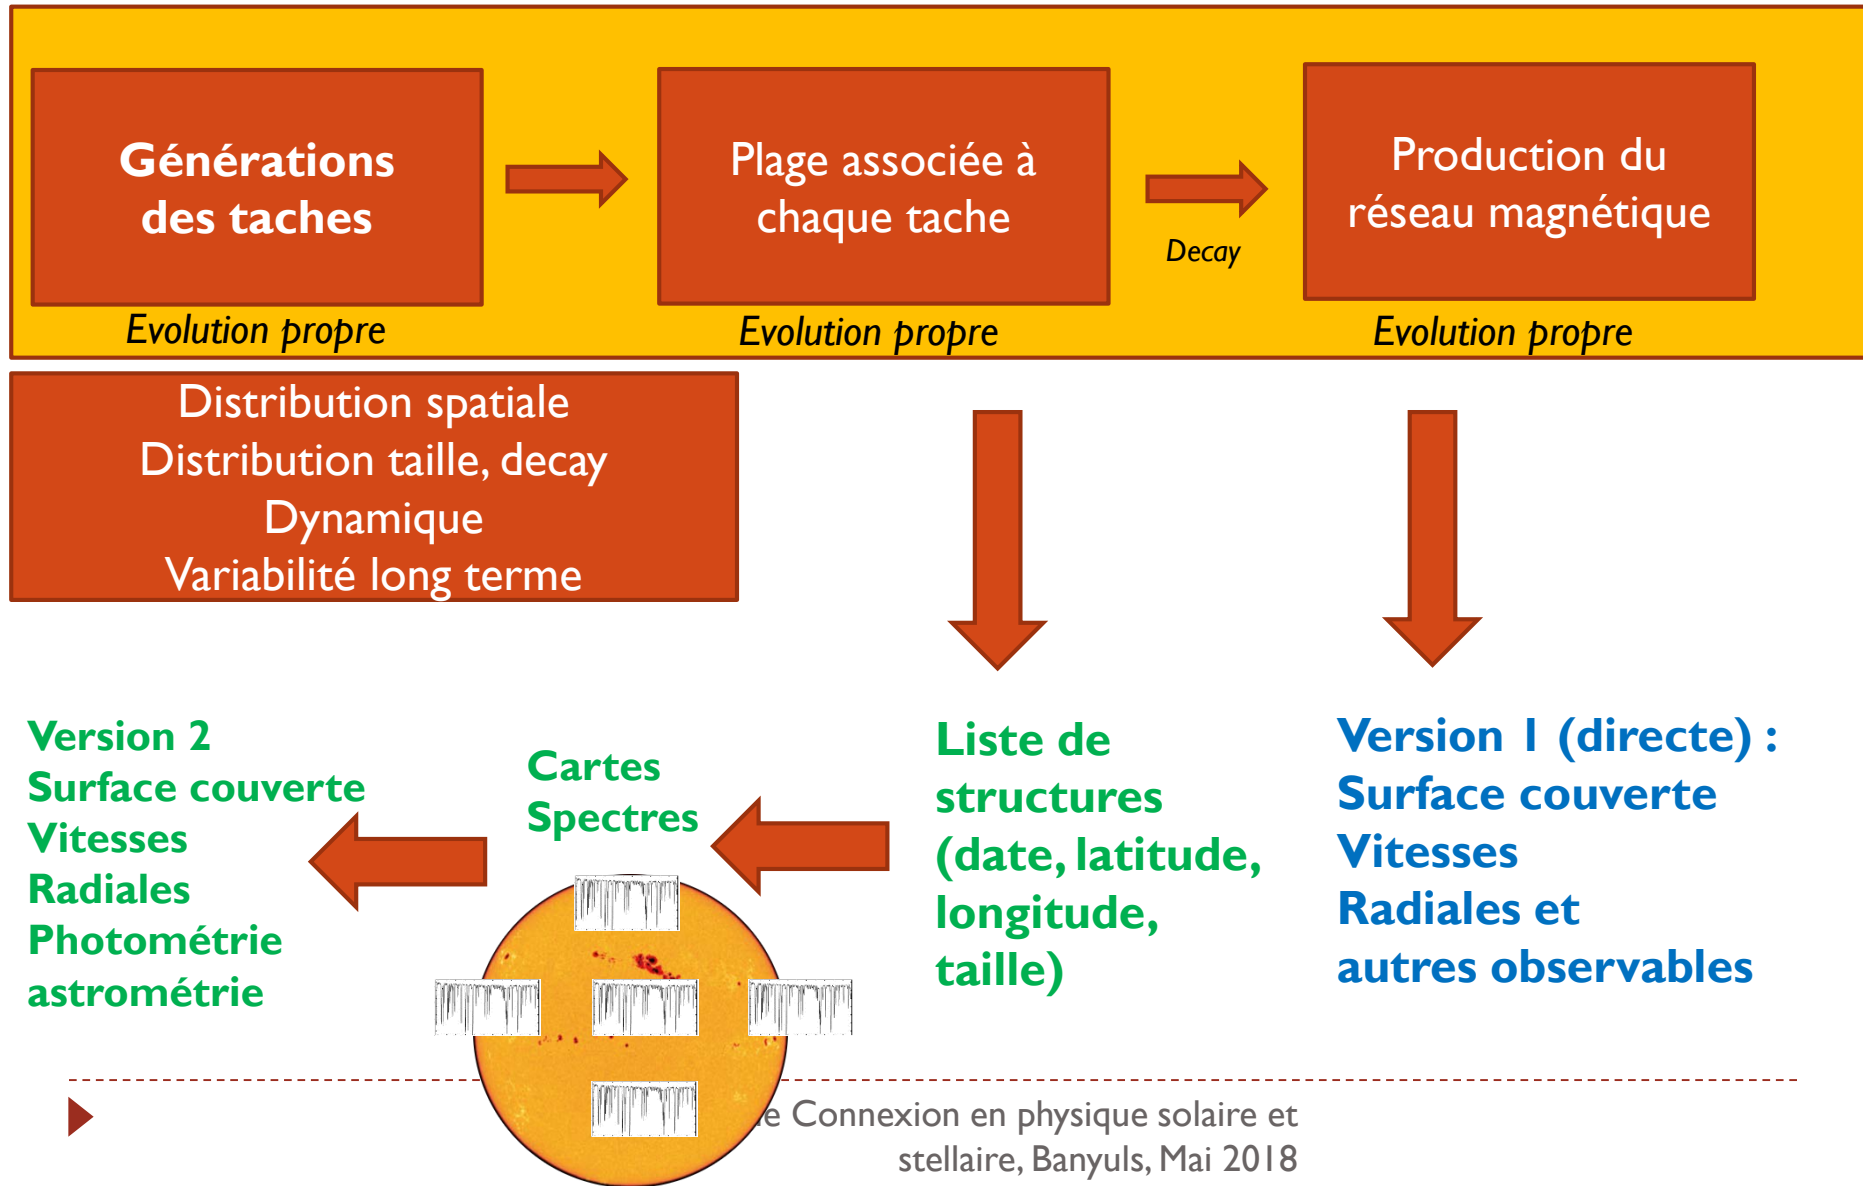 Générations
des taches
Plage associée à
chaque tache
Decay
Production du
réseau magnétique
Evolution propre
Evolution propre
Evolution propre
Distribution spatiale
Distribution taille, decay
Dynamique
Variabilité long terme
Version 2
Surface couverte
Vitesses
Radiales
Photométrie
astrométrie
Cartes
Spectres
Liste de
structures
(date, latitude,
longitude,
taille)
Version 1 (directe) :
Surface couverte
Vitesses
Radiales et
autres observables
Connexion en physique solaire et
stellaire, Banyuls, Mai 2018